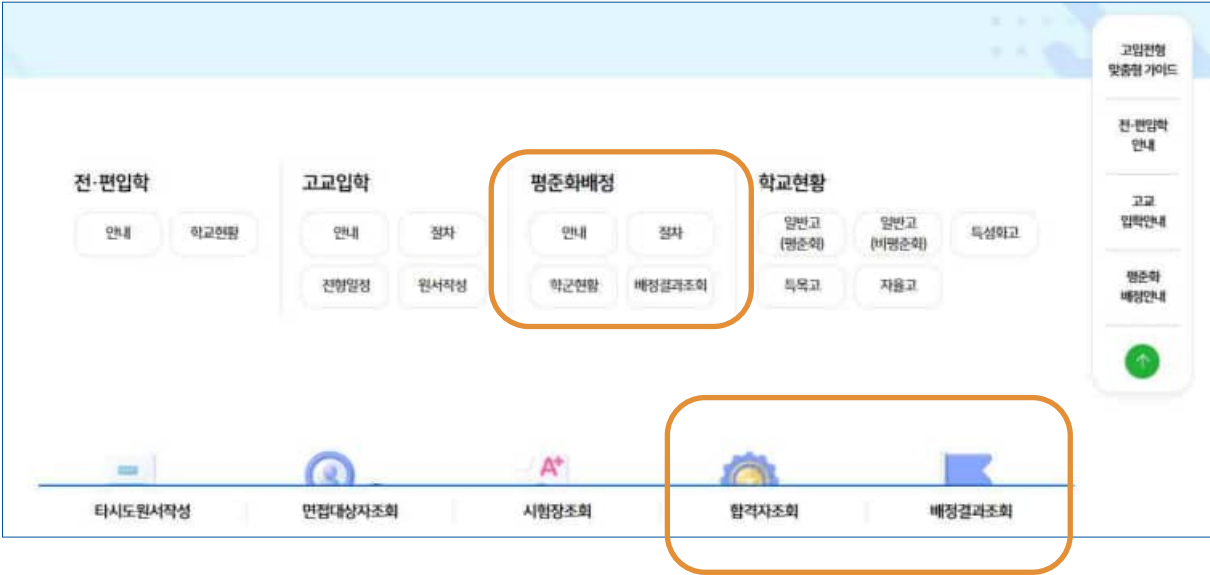 고입전형
맞춤형 가이드
전·편입학
안내
고교
입학안내
평준화
배정안내
전·편입학
안내
학교현황
고교입학
안내
절차
전형일정
원서작성
평준화배정
안내
절차
학군현황
배정결과조회
학교현황
일반고
(평준화)
일반고
(비평준화)
특성화고
특목고
자율고
A+
타시도원서작성
면접대상자조회
시험장조회
합격자조회
배정결과조회